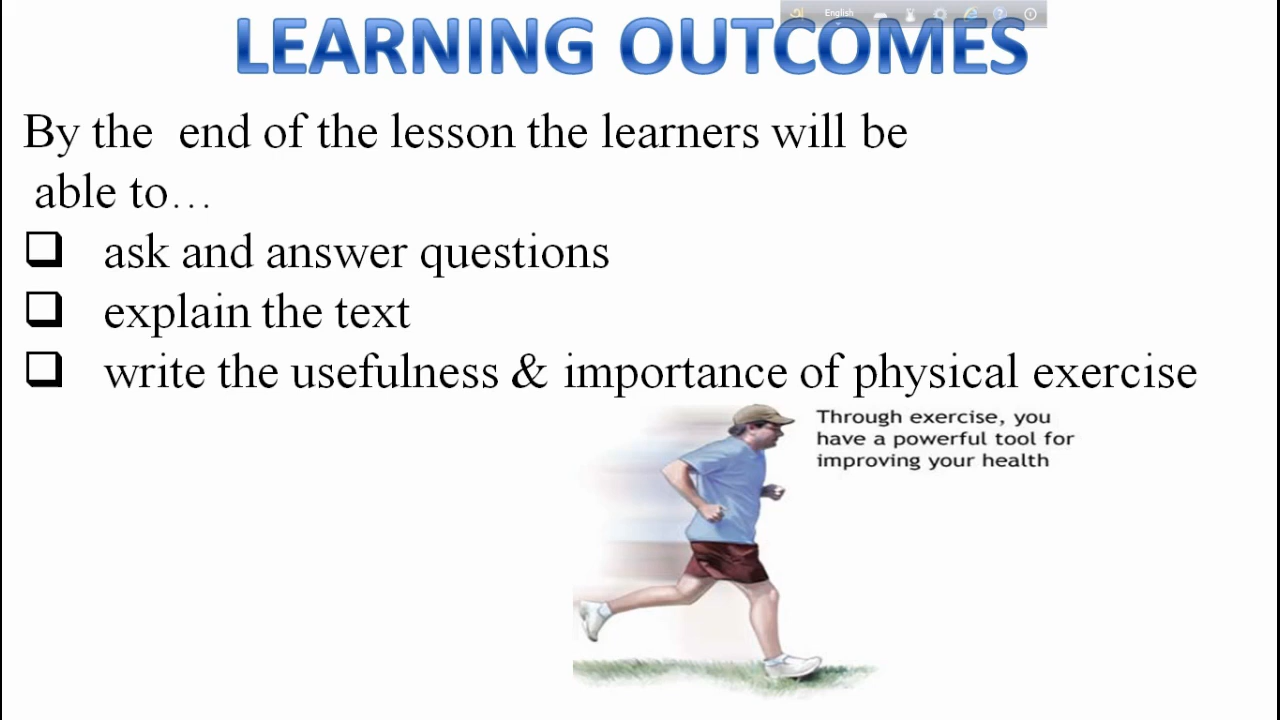 English
LEARNING OUTCOMES
By the end of the lesson the learners will be
able to...
❑ ask and answer questions
❑ explain the text
❑ write the usefulness & importance of physical exercise
Through exercise, you
have a powerful tool for
improving your health